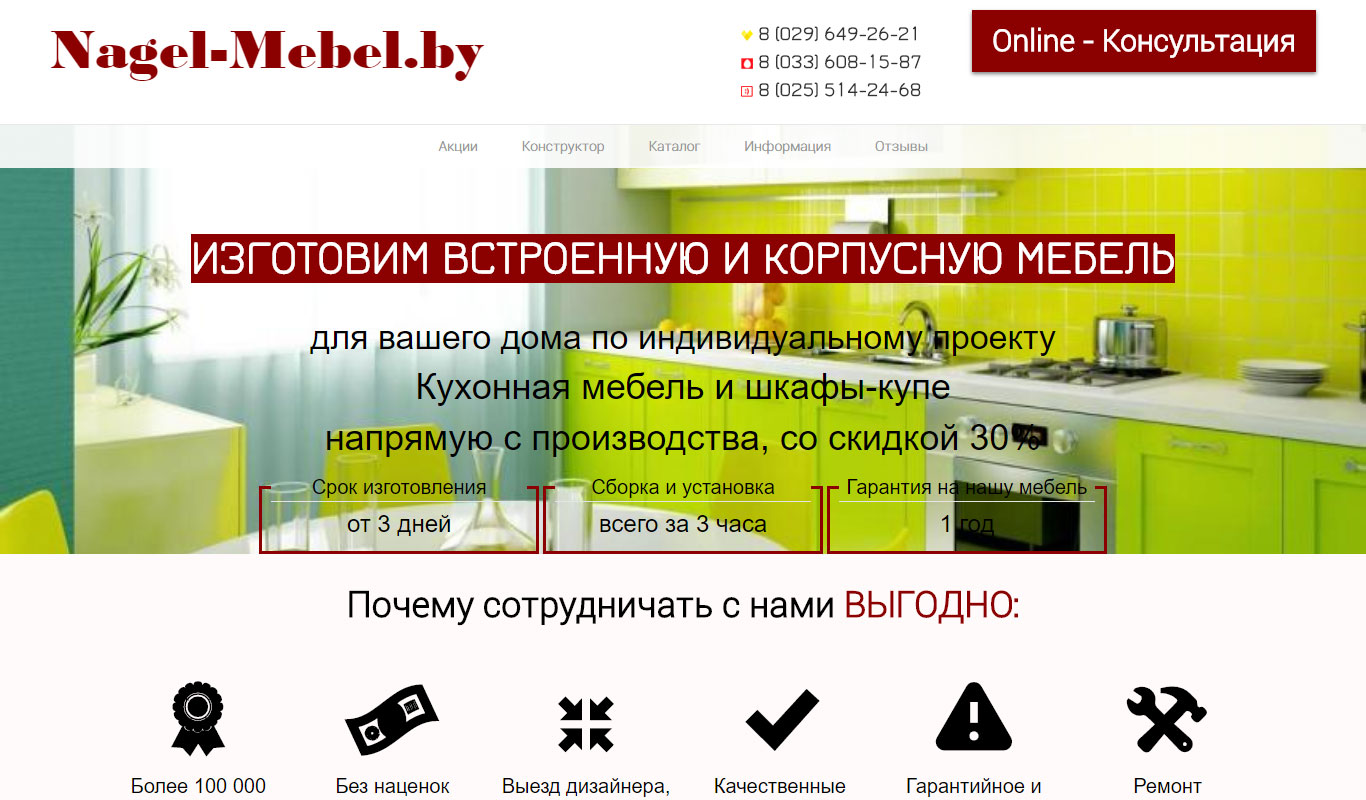 Nagel-Mebel.by
8 (029) 649-26-21
8 (033) 608-15-87
8 (025) 514-24-68
Online - Консультация
Акции Конструктор Каталог Информация Отзывы
ИЗГОТОВИМ ВСТРОЕННУЮ И КОРПУСНУЮ МЕБЕЛЬ
для вашего дома по индивидуальному проекту
Кухонная мебель и шкафы-купе
напрямую с производства, со скидкой 30%
Срок изготовления
от 3 дней
Сборка и установка
всего за 3 часа
Гарантия на нашу мебель
1 год
Почему сотрудничать с нами ВЫГОДНО:
Более 100 000
Без наценок
Выезд дизайнера,
Качественные
Гарантийное и
Ремонт